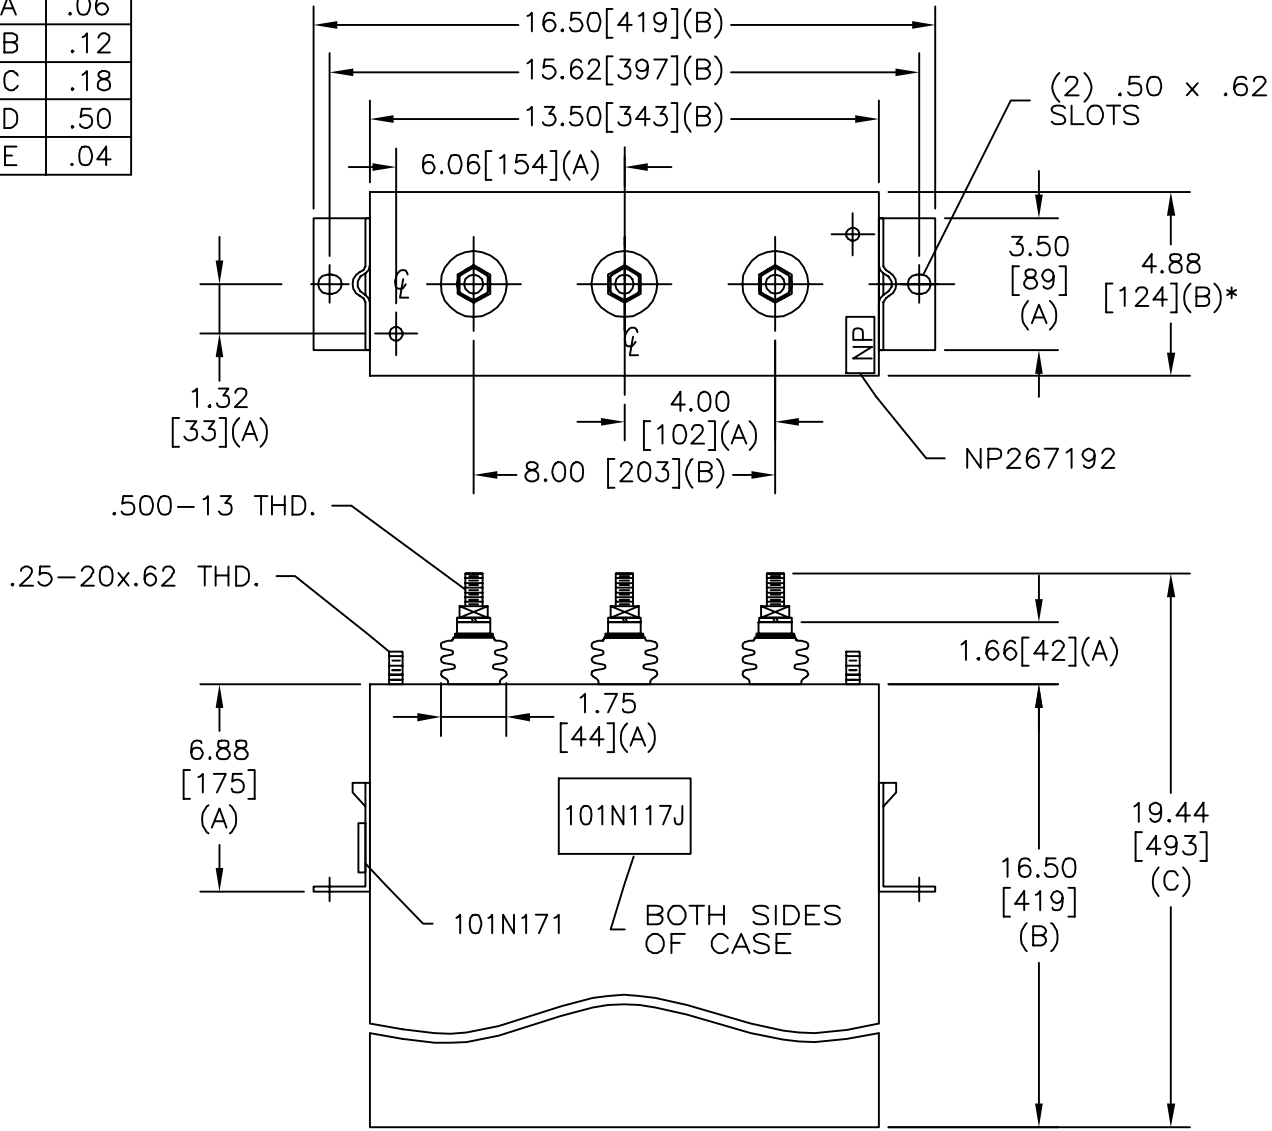 A .06
B .12
C .18
D .50
E .04
16.50[419](B)
15.62[397](B)
13.50[343](B)
6.06[154](A)
(2) .50 x .62
SLOTS
3.50
[89]
(A)
4.88
[124](B)*
℄
℄
NP
1.32
[33](A)
4.00
[102](A)
8.00 [203](B)
NP267192
.500-13 THD.
.25-20x.62 THD.
1.66[42](A)
1.75
[44](A)
6.88
[175]
(A)
101N117J
19.44
[493]
(C)
16.50
[419]
(B)
101N171
BOTH SIDES
OF CASE